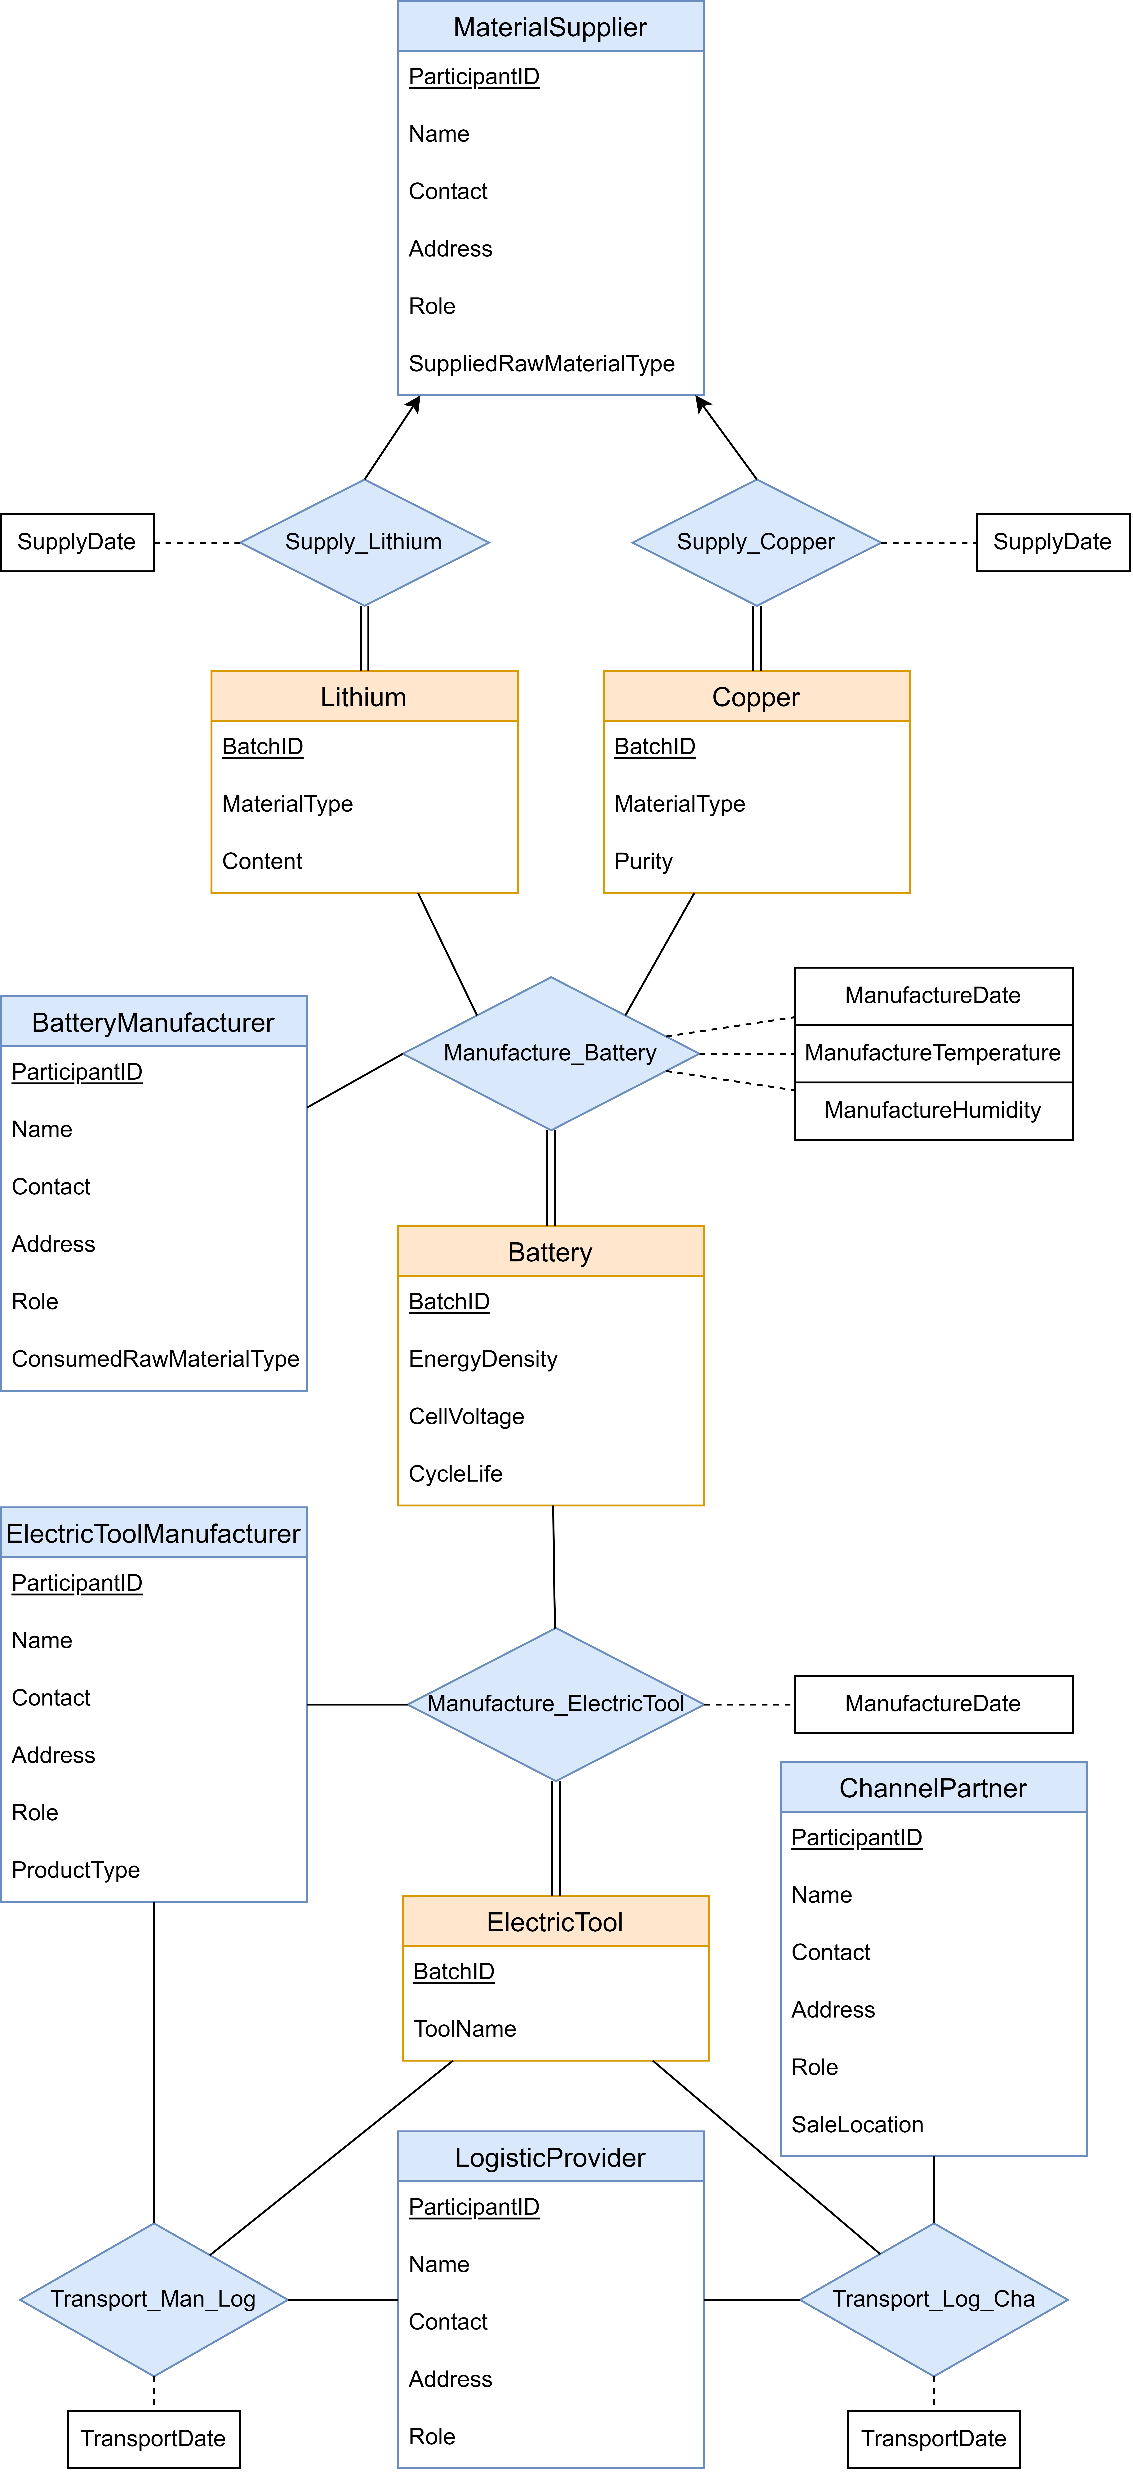 MaterialSupplier
ParticipantID
Name
Contact
Address
Role
SuppliedRawMaterialType
SupplyDate
Supply_Lithium
Supply_Copper
SupplyDate
Lithium
BatchID
MaterialType
Content
Copper
BatchID
MaterialType
Purity
BatteryManufacturer
ParticipantID
Name
Contact
Address
Role
ConsumedRawMaterialType
Manufacture_Battery
ManufactureDate
ManufactureTemperature
ManufactureHumidity
Battery
BatchID
EnergyDensity
CellVoltage
CycleLife
ElectricToolManufacturer
ParticipantID
Name
Contact
Address
Role
ProductType
Manufacture_ElectricTool
ManufactureDate
ChannelPartner
ParticipantID
Name
Contact
Address
Role
SaleLocation
ElectricTool
BatchID
ToolName
LogisticProvider
ParticipantID
Name
Contact
Address
Role
Transport_Man_Log
Transport_Log_Cha
TransportDate
TransportDate